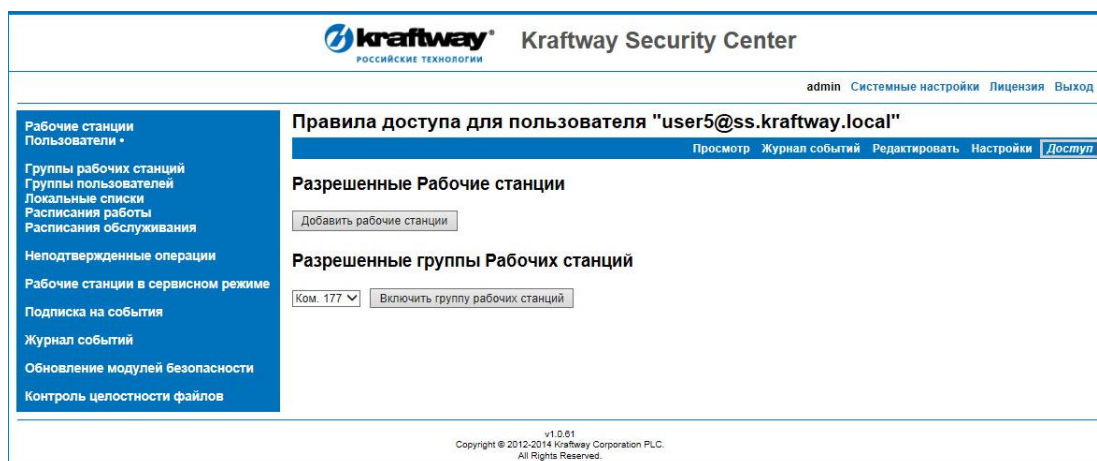 kraftway®
РОССИЙСКИЕ ТЕХНОЛОГИИ
Kraftway Security Center
admin Системные настройки Лицензия Выход
Рабочие станции
Пользователи •
Группы рабочих станций
Группы пользователей
Локальные списки
Расписания работы
Расписания обслуживания
Неподтвержденные операции
Рабочие станции в сервисном режиме
Подписка на события
Журнал событий
Обновление модулей безопасности
Контроль целостности файлов
Правила доступа для пользователя "user5@ss.kraftway.local"
Просмотр Журнал событий Редактировать Настройки Доступ
Разрешенные Рабочие станции
Добавить рабочие станции
Разрешенные группы Рабочих станций
Ком. 177 Включить группу рабочих станций
v1.0.61
Copyright © 2012-2014 Kraftway Corporation PLC.
All Rights Reserved.